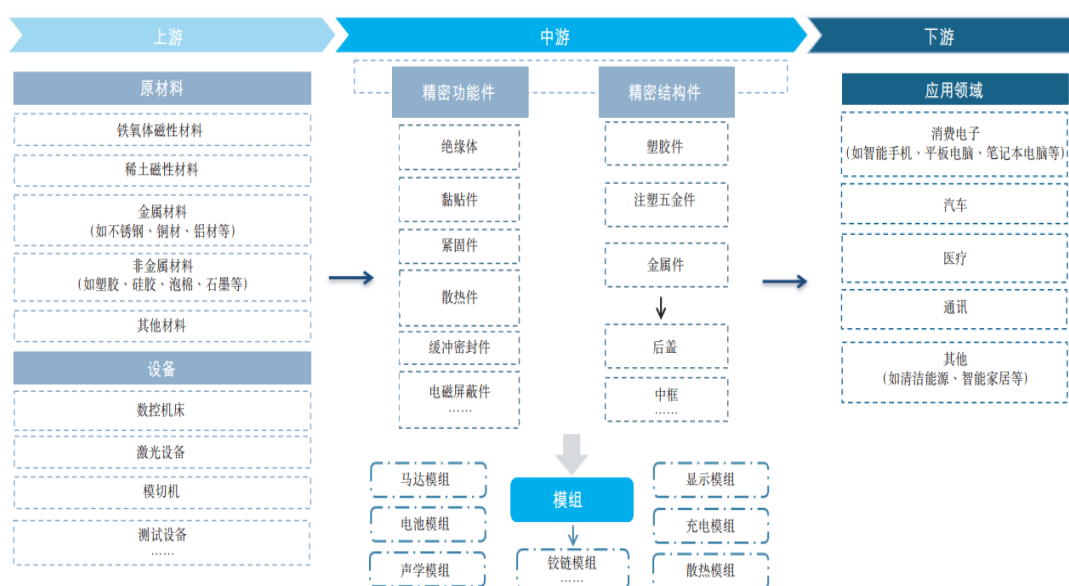 上游
中游
下游
原材料
铁氧体磁性材料
稀土磁性材料
金属材料
(如不锈钢、铜材、铝材等)
非金属材料
(如塑胶、硅胶、泡棉、石墨等)
其他材料
设备
数控机床
激光设备
模切机
测试设备
……
精密功能件
绝缘体
黏贴件
紧固件
散热件
缓冲密封件
电磁屏蔽件
……
精密结构件
塑胶件
注塑五金件
金属件
后盖
中框
……
模组
马达模组
电池模组
声学模组
铰链模组
……
显示模组
充电模组
散热模组
应用领域
消费电子
(如智能手机、平板电脑、笔记本电脑等)
汽车
医疗
通讯
其他
(如清洁能源、智能家居等)